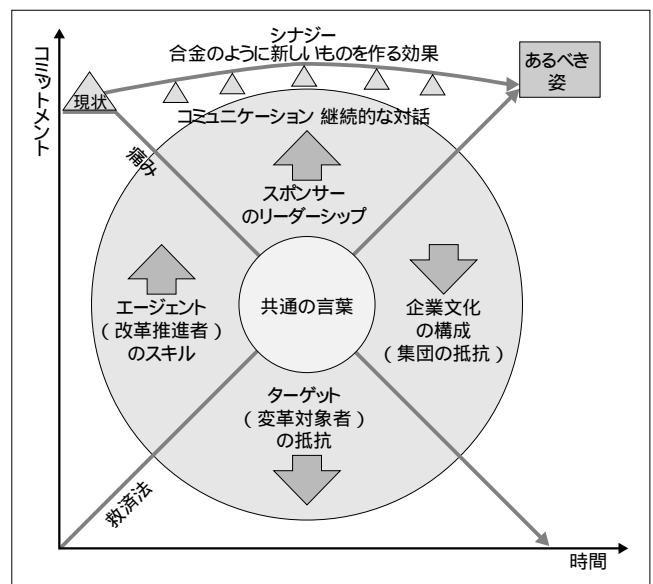 シナジー
合金のように新しいものを作る効果
コミットメント
現状
あるべき
姿
コミュニケーション 継続的な対話
痛み
スポンサー
のリーダーシップ
エージェント
（改革推進者）
のスキル
共通の言葉
企業文化
の構成
（集団の抵抗）
ターゲット
（変革対象者）
の抵抗
救済法
時間